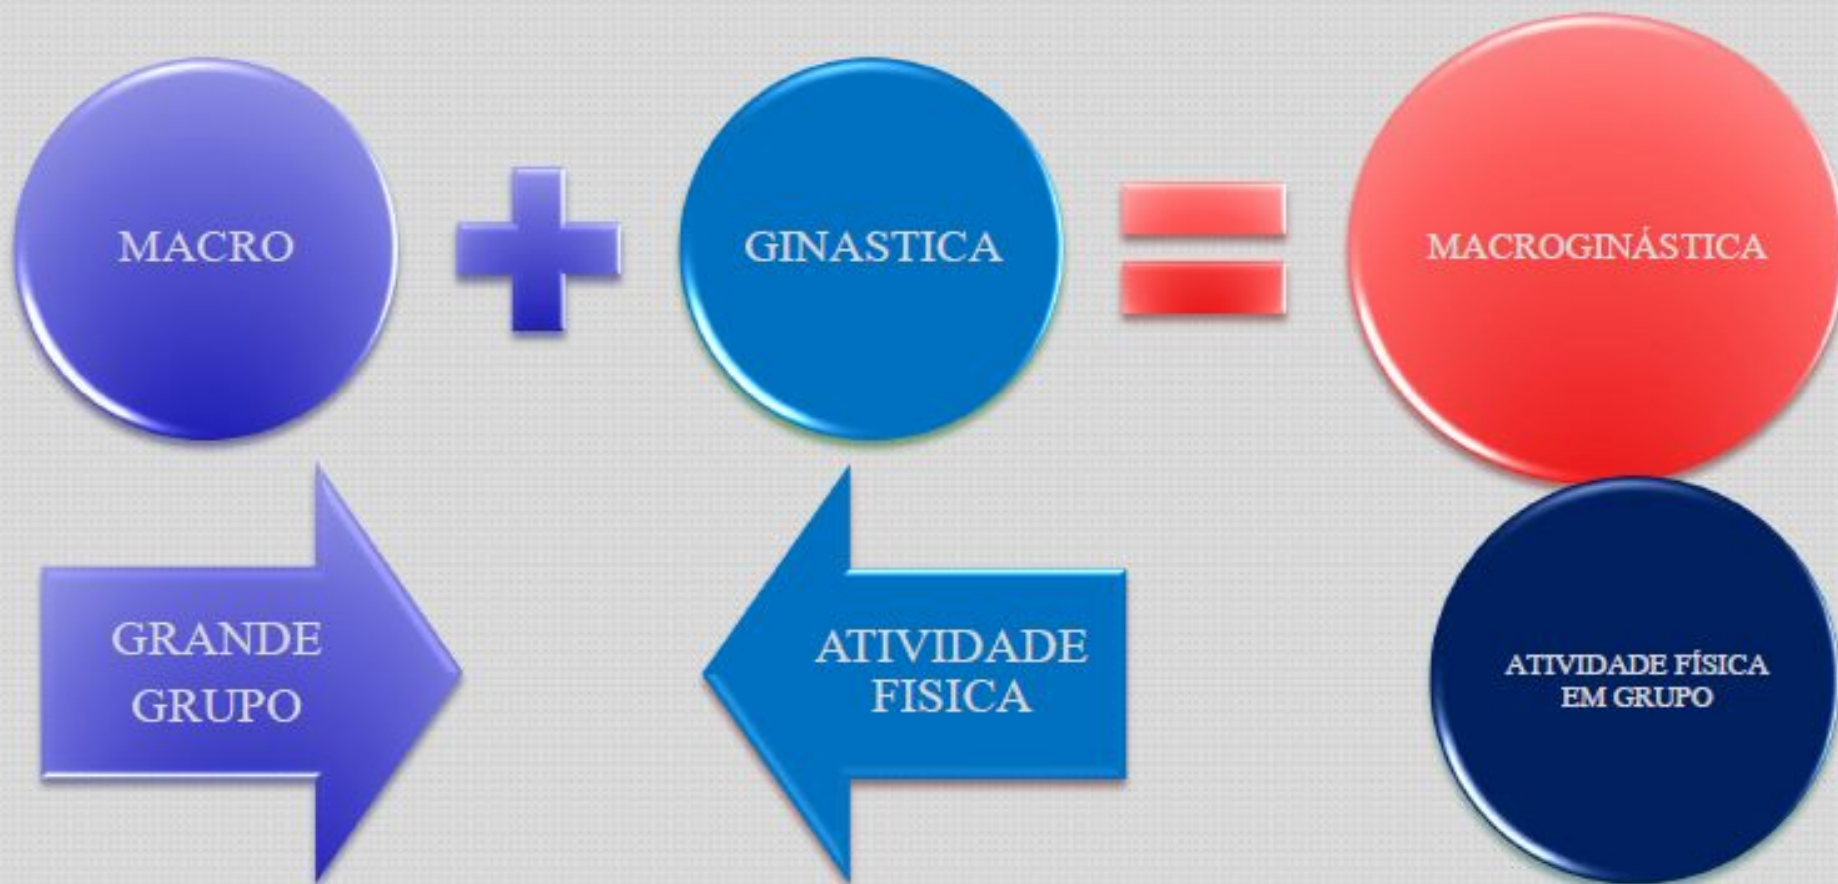 MACRO
GINASTICA
MACROGINÁSTICA
GRANDE
GRUPO
ATIVIDADE
FISICA
ATIVIDADE FÍSICA
EM GRUPO